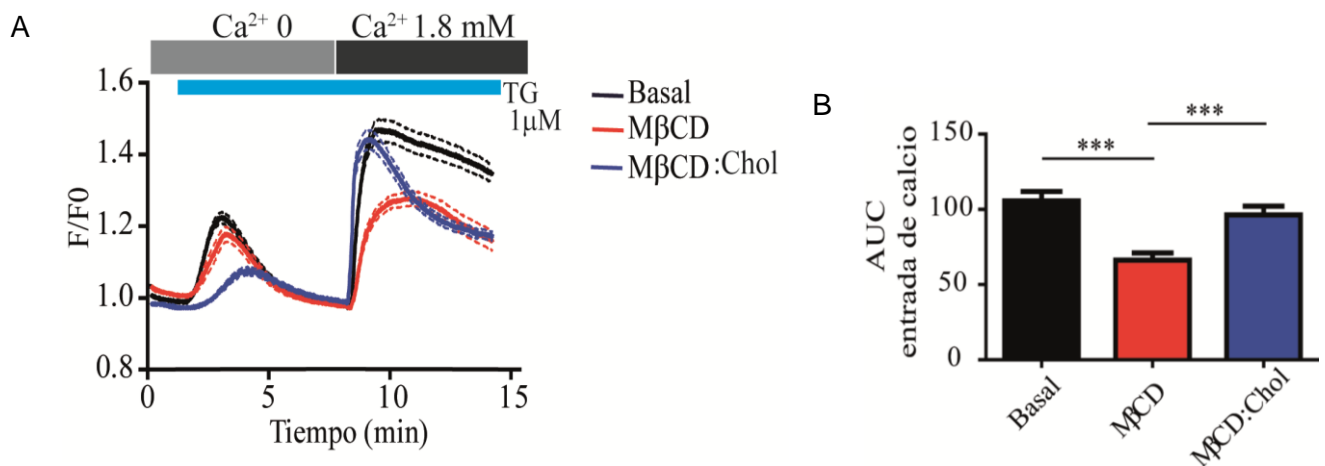 A
Ca²⁺ 0
Ca²⁺ 1.8 mM
TG
1μM
1.6
1.4
1.2
1.0
0.8
F/F0
0
5
10
15
Tiempo (min)
Basal
MβCD
MβCD:Chol
B
***
***
150
100
50
0
AUC
entrada de calcio
Basal
MβCD
MβCD:Chol